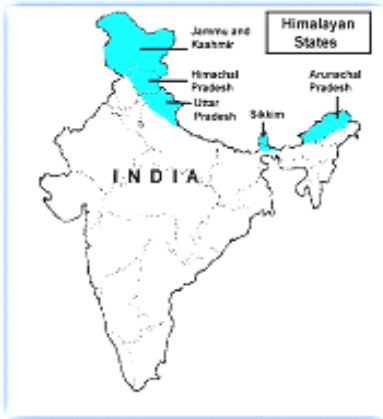 Himalayan
States
Jammu and
Kashmir
Himachal
Pradesh
Uttar
Pradesh
Sikkim
Arunachal
Pradesh
INDIA